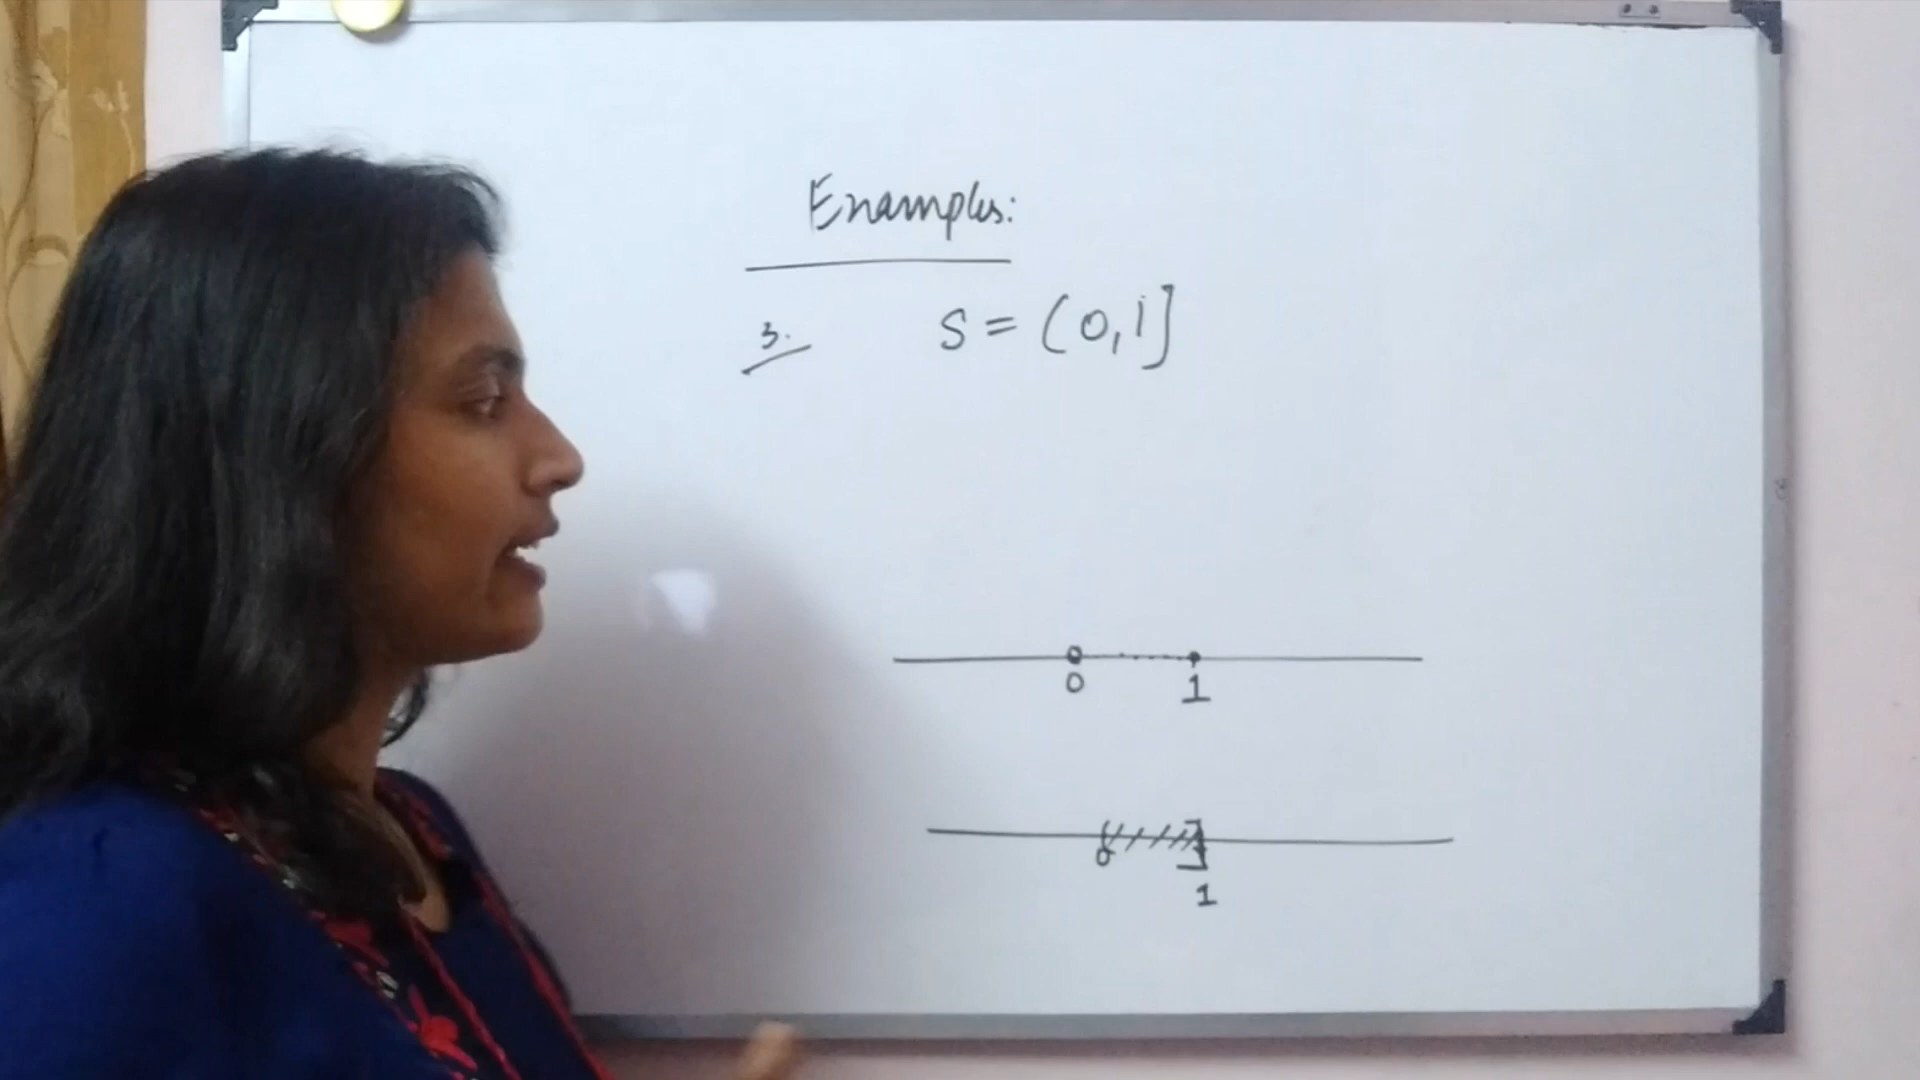 Examples:
3. S = (0,1]
0 1
( ]
0
1